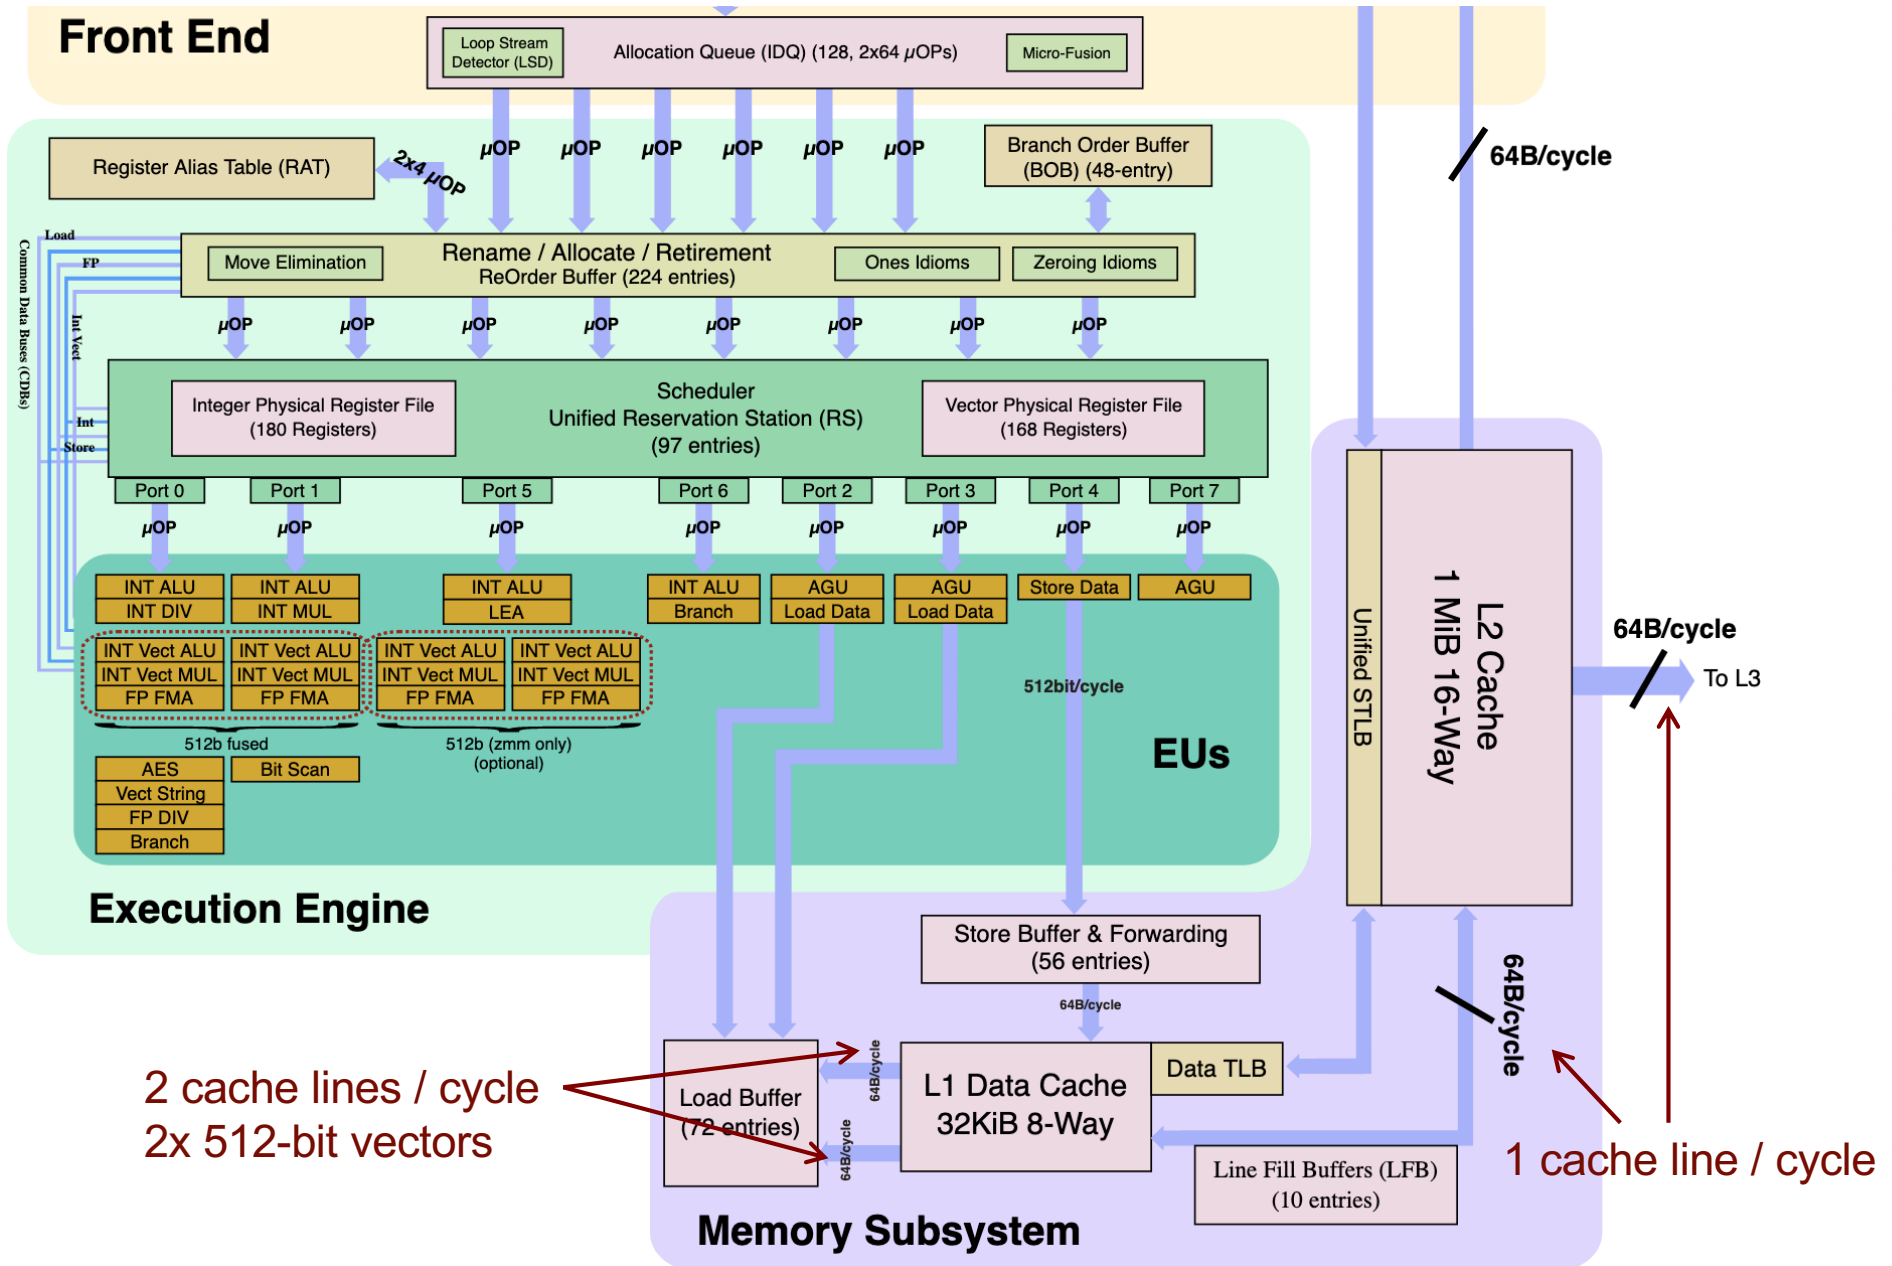 Front End
Loop Stream
Detector (LSD)
Allocation Queue (IDQ) (128, 2x64 µOPs)
Micro-Fusion
64B/cycle
Register Alias Table (RAT)
2x4 µOP
µOP
µOP
µOP
µOP
µOP
µOP
Branch Order Buffer
(BOB) (48-entry)
Common Data Buses (CDBs)
Load
FP
Int Vect
Int
Store
Rename / Allocate / Retirement
ReOrder Buffer (224 entries)
Move Elimination
Ones Idioms
Zeroing Idioms
µOP
µOP
µOP
µOP
µOP
µOP
µOP
µOP
Integer Physical Register File
(180 Registers)
Scheduler
Unified Reservation Station (RS)
(97 entries)
Vector Physical Register File
(168 Registers)
Port 0
Port 1
Port 5
Port 6
Port 2
Port 3
Port 4
Port 7
µOP
µOP
µOP
µOP
µOP
µOP
µOP
µOP
INT ALU
INT DIV
INT ALU
INT MUL
INT ALU
LEA
INT ALU
Branch
AGU
Load Data
AGU
Load Data
Store Data
AGU
INT Vect ALU
INT Vect MUL
FP FMA
INT Vect ALU
INT Vect MUL
FP FMA
INT Vect ALU
INT Vect MUL
FP FMA
INT Vect ALU
INT Vect MUL
FP FMA
512b fused
512b (zmm only)
(optional)
AES
Vect String
FP DIV
Branch
Bit Scan
512bit/cycle
EUs
Execution Engine
Unified STLB
L2 Cache
1 MiB 16-Way
64B/cycle
To L3
Store Buffer & Forwarding
(56 entries)
64B/cycle
64B/cycle
Load Buffer
(72 entries)
64B/cycle
64B/cycle
L1 Data Cache
32KiB 8-Way
Data TLB
Line Fill Buffers (LFB)
(10 entries)
Memory Subsystem
2 cache lines / cycle
2x 512-bit vectors
1 cache line / cycle